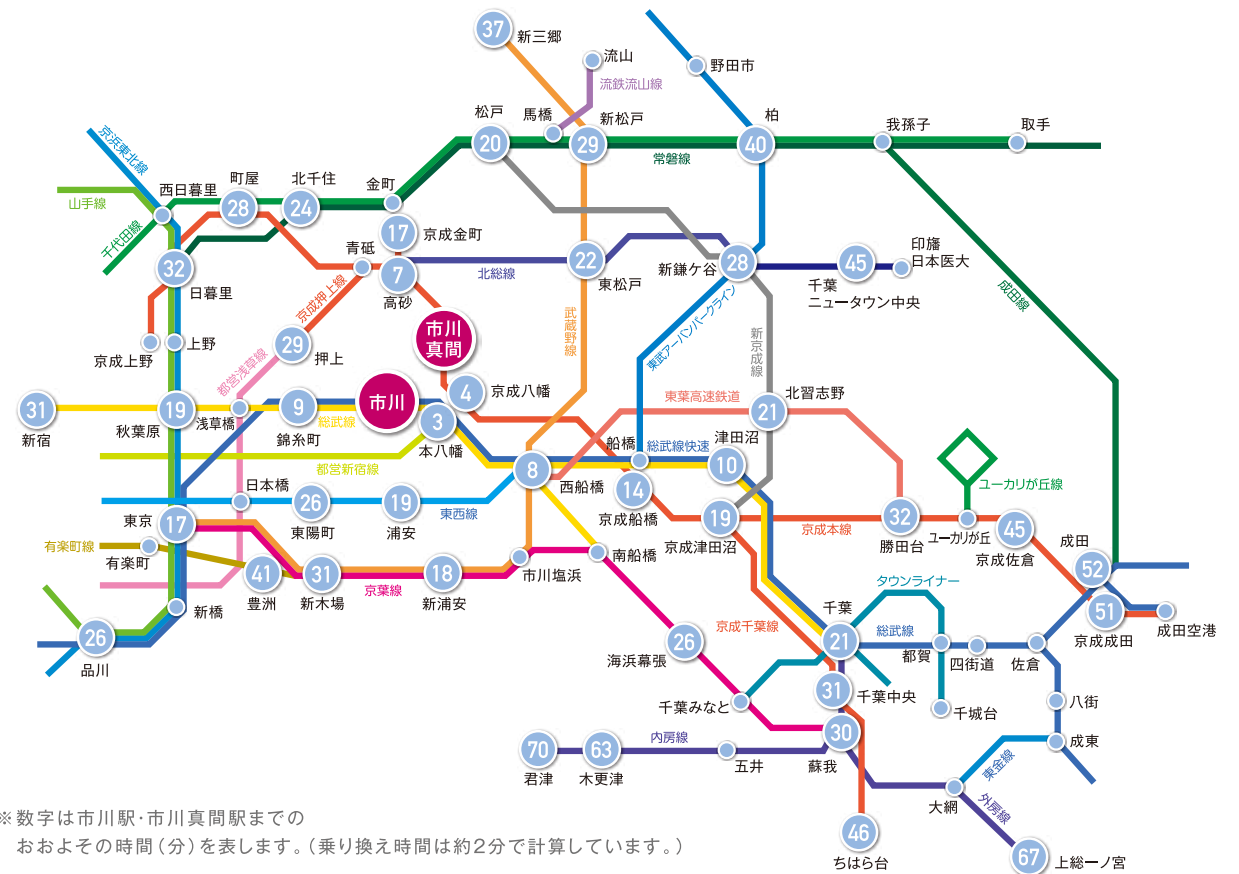 37
新三郷
流山
流鉄流山線
野田市
松戸
20
馬橋
新松戸
29
柏
40
我孫子
取手
常磐線
京浜東北線
山手線
千代田線
西日暮里
町屋
28
北千住
24
金町
17
京成金町
青砥
7
高砂
北総線
22
東松戸
新鎌ケ谷
28
45
千葉
ニュータウン中央
印旛
日本医大
成田線
32
日暮里
京成上野
上野
京成押上線
29
押上
市川
真間
武蔵野線
東武アーバンパークライン
新京成線
都営浅草線
31
新宿
19
秋葉原
浅草橋
9
錦糸町
総武線
市川
4
京成八幡
3
本八幡
都営新宿線
東葉高速鉄道
21
北習志野
船橋
総武線快速
津田沼
10
8
西船橋
14
京成船橋
19
京成津田沼
京成本線
32
勝田台
ユーカリが丘線
ユーカリが丘
45
京成佐倉
日本橋
26
東陽町
19
浦安
東西線
東京
17
有楽町線
有楽町
41
豊洲
31
新木場
京葉線
18
新浦安
市川塩浜
南船橋
新橋
26
品川
成田
52
51
京成成田
成田空港
タウンライナー
千葉
21
総武線
都賀
四街道
佐倉
京成千葉線
26
海浜幕張
千葉みなと
31
千葉中央
千城台
八街
成東
東金線
30
蘇我
内房線
70
君津
63
木更津
五井
大網
外房線
46
ちはら台
67
上総一ノ宮
※数字は市川駅・市川真間駅までの
おおよその時間（分）を表します。（乗り換え時間は約2分で計算しています。）